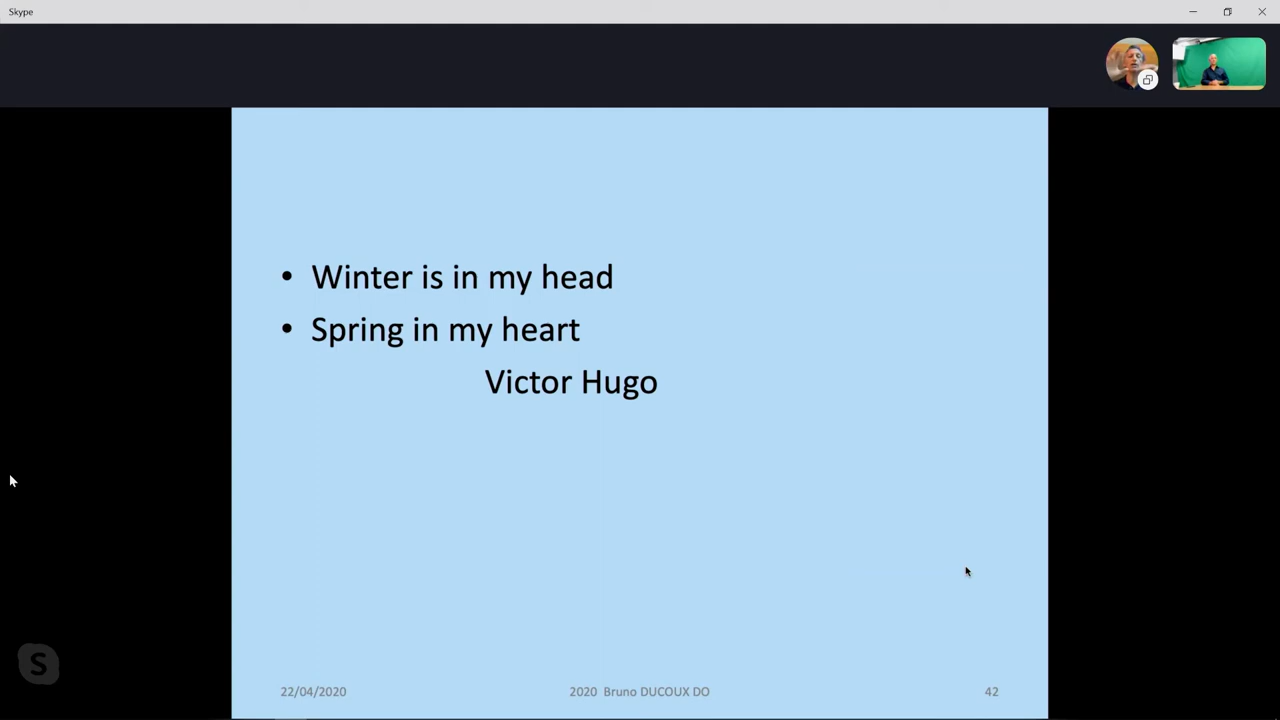 Skype
• Winter is in my head
• Spring in my heart
Victor Hugo
S
22/04/2020 2020 Bruno DUCOUX DO 42